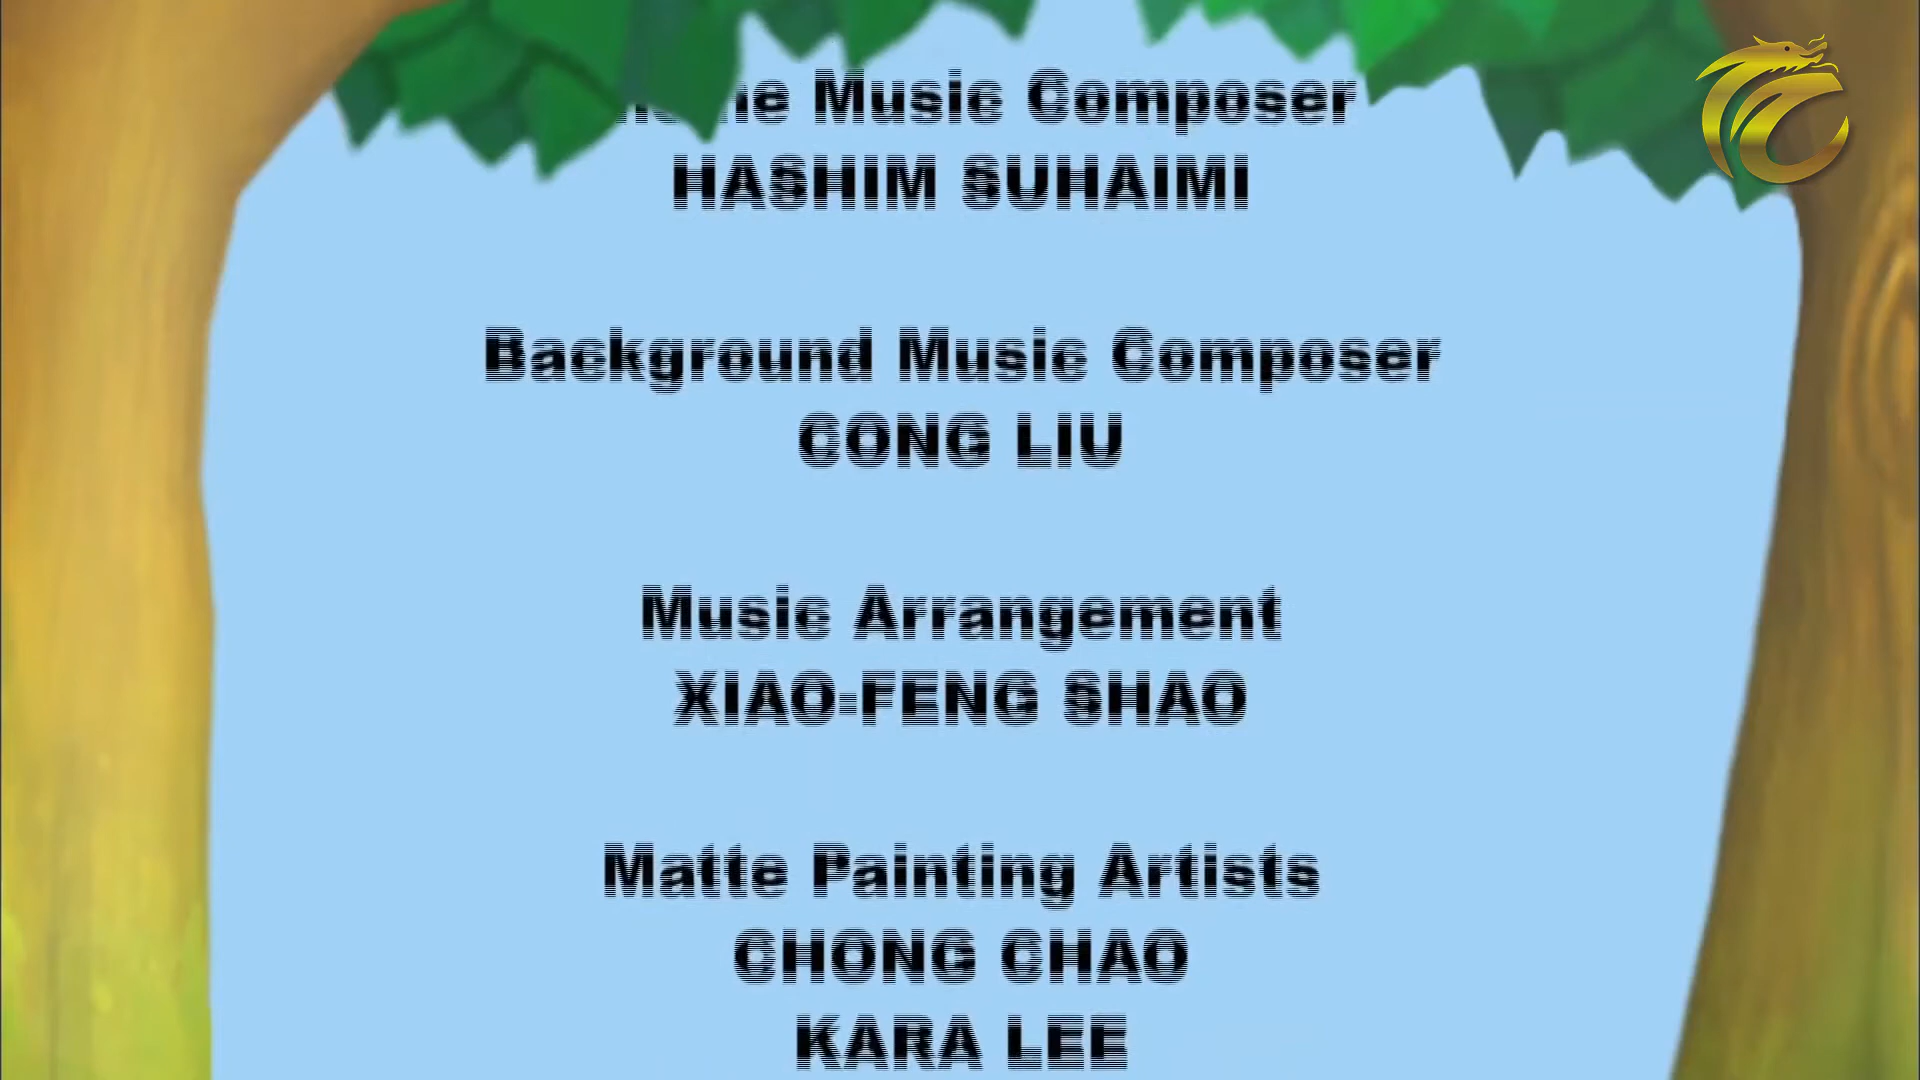 Music Composer
HASHIM SUHAIMI
Background Music Composer
CONG LIU
Music Arrangement
XIAO-FENG SHAO
Matte Painting Artists
CHONG CHAO
KARA LEE